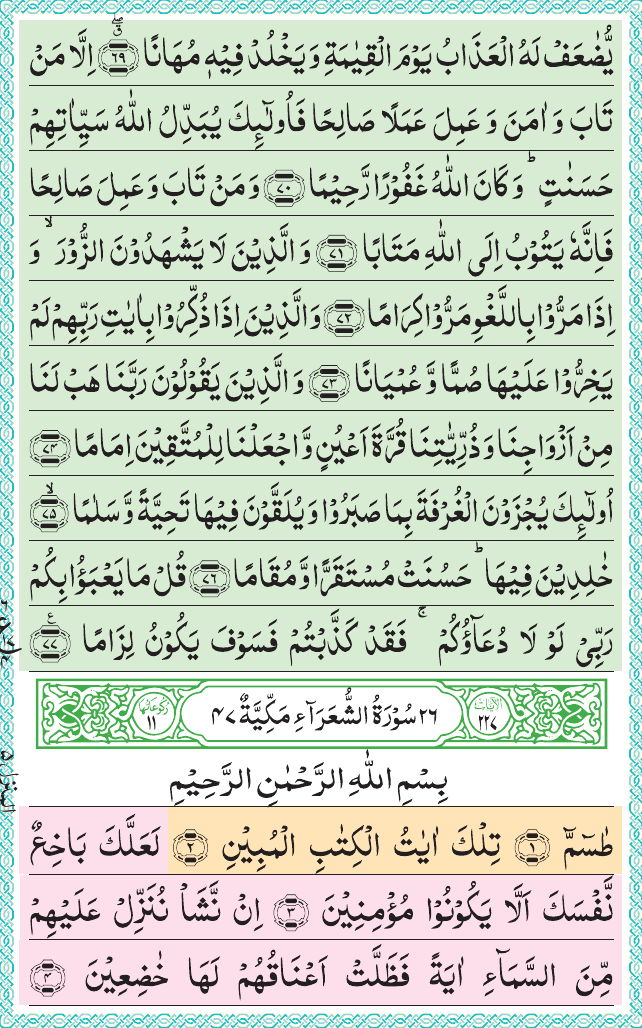 یُّضٰعَفْ لَهُ الْعَذَابُ یَوْمَ الْقِیٰمَةِ وَ یَخْلُدْ فِیْهٖ مُهَانًا ﴿٦٩﴾ۗۖ اِلَّا مَنْ
تَابَ وَ اٰمَنَ وَ عَمِلَ عَمَلًا صَالِحًا فَاُولٰٓىِٕكَ یُبَدِّلُ اللّٰهُ سَیِّاٰتِهِمْ
حَسَنٰتٍ ؕ وَ كَانَ اللّٰهُ غَفُوْرًا رَّحِیْمًا ﴿٧٠﴾ وَ مَنْ تَابَ وَ عَمِلَ صَالِحًا
فَاِنَّهٗ یَتُوْبُ اِلَی اللّٰهِ مَتَابًا ﴿٧١﴾ وَ الَّذِیْنَ لَا یَشْهَدُوْنَ الزُّوْرَ ۙ وَ
اِذَا مَرُّوْا بِاللَّغْوِ مَرُّوْا كِرَامًا ﴿٧٢﴾ وَ الَّذِیْنَ اِذَا ذُكِّرُوْا بِاٰیٰتِ رَبِّهِمْ لَمْ
یَخِرُّوْا عَلَیْهَا صُمًّا وَّ عُمْیَانًا ﴿٧٣﴾ وَ الَّذِیْنَ یَقُوْلُوْنَ رَبَّنَا هَبْ لَنَا
مِنْ اَزْوَاجِنَا وَ ذُرِّیّٰتِنَا قُرَّةَ اَعْیُنٍ وَّ اجْعَلْنَا لِلْمُتَّقِیْنَ اِمَامًا ﴿٧٤﴾
اُولٰٓىِٕكَ یُجْزَوْنَ الْغُرْفَةَ بِمَا صَبَرُوْا وَ یُلَقَّوْنَ فِیْهَا تَحِیَّةً وَّ سَلٰمًا ﴿٧٥﴾ۙ
خٰلِدِیْنَ فِیْهَا ؕ حَسُنَتْ مُسْتَقَرًّا وَّ مُقَامًا ﴿٧٦﴾ قُلْ مَا یَعْبَؤُا بِكُمْ
رَبِّیْ لَوْ لَا دُعَآؤُكُمْ ۚ فَقَدْ كَذَّبْتُمْ فَسَوْفَ یَكُوْنُ لِزَامًا ﴿٧٧﴾ۧ
الآیات ٢٢٧ ٢٦ سُوْرَةُ الشُّعَرَآءِ مَكِّیَّةٌ ٤٧ رکوعاتها ١١
بِسْمِ اللّٰهِ الرَّحْمٰنِ الرَّحِیْمِ
طٰسٓمّٓ ﴿١﴾ تِلْكَ اٰیٰتُ الْكِتٰبِ الْمُبِیْنِ ﴿٢﴾ لَعَلَّكَ بَاخِعٌ
نَّفْسَكَ اَلَّا یَكُوْنُوْا مُؤْمِنِیْنَ ﴿٣﴾ اِنْ نَّشَاْ نُنَزِّلْ عَلَیْهِمْ
مِّنَ السَّمَآءِ اٰیَةً فَظَلَّتْ اَعْنَاقُهُمْ لَهَا خٰضِعِیْنَ ﴿٤﴾